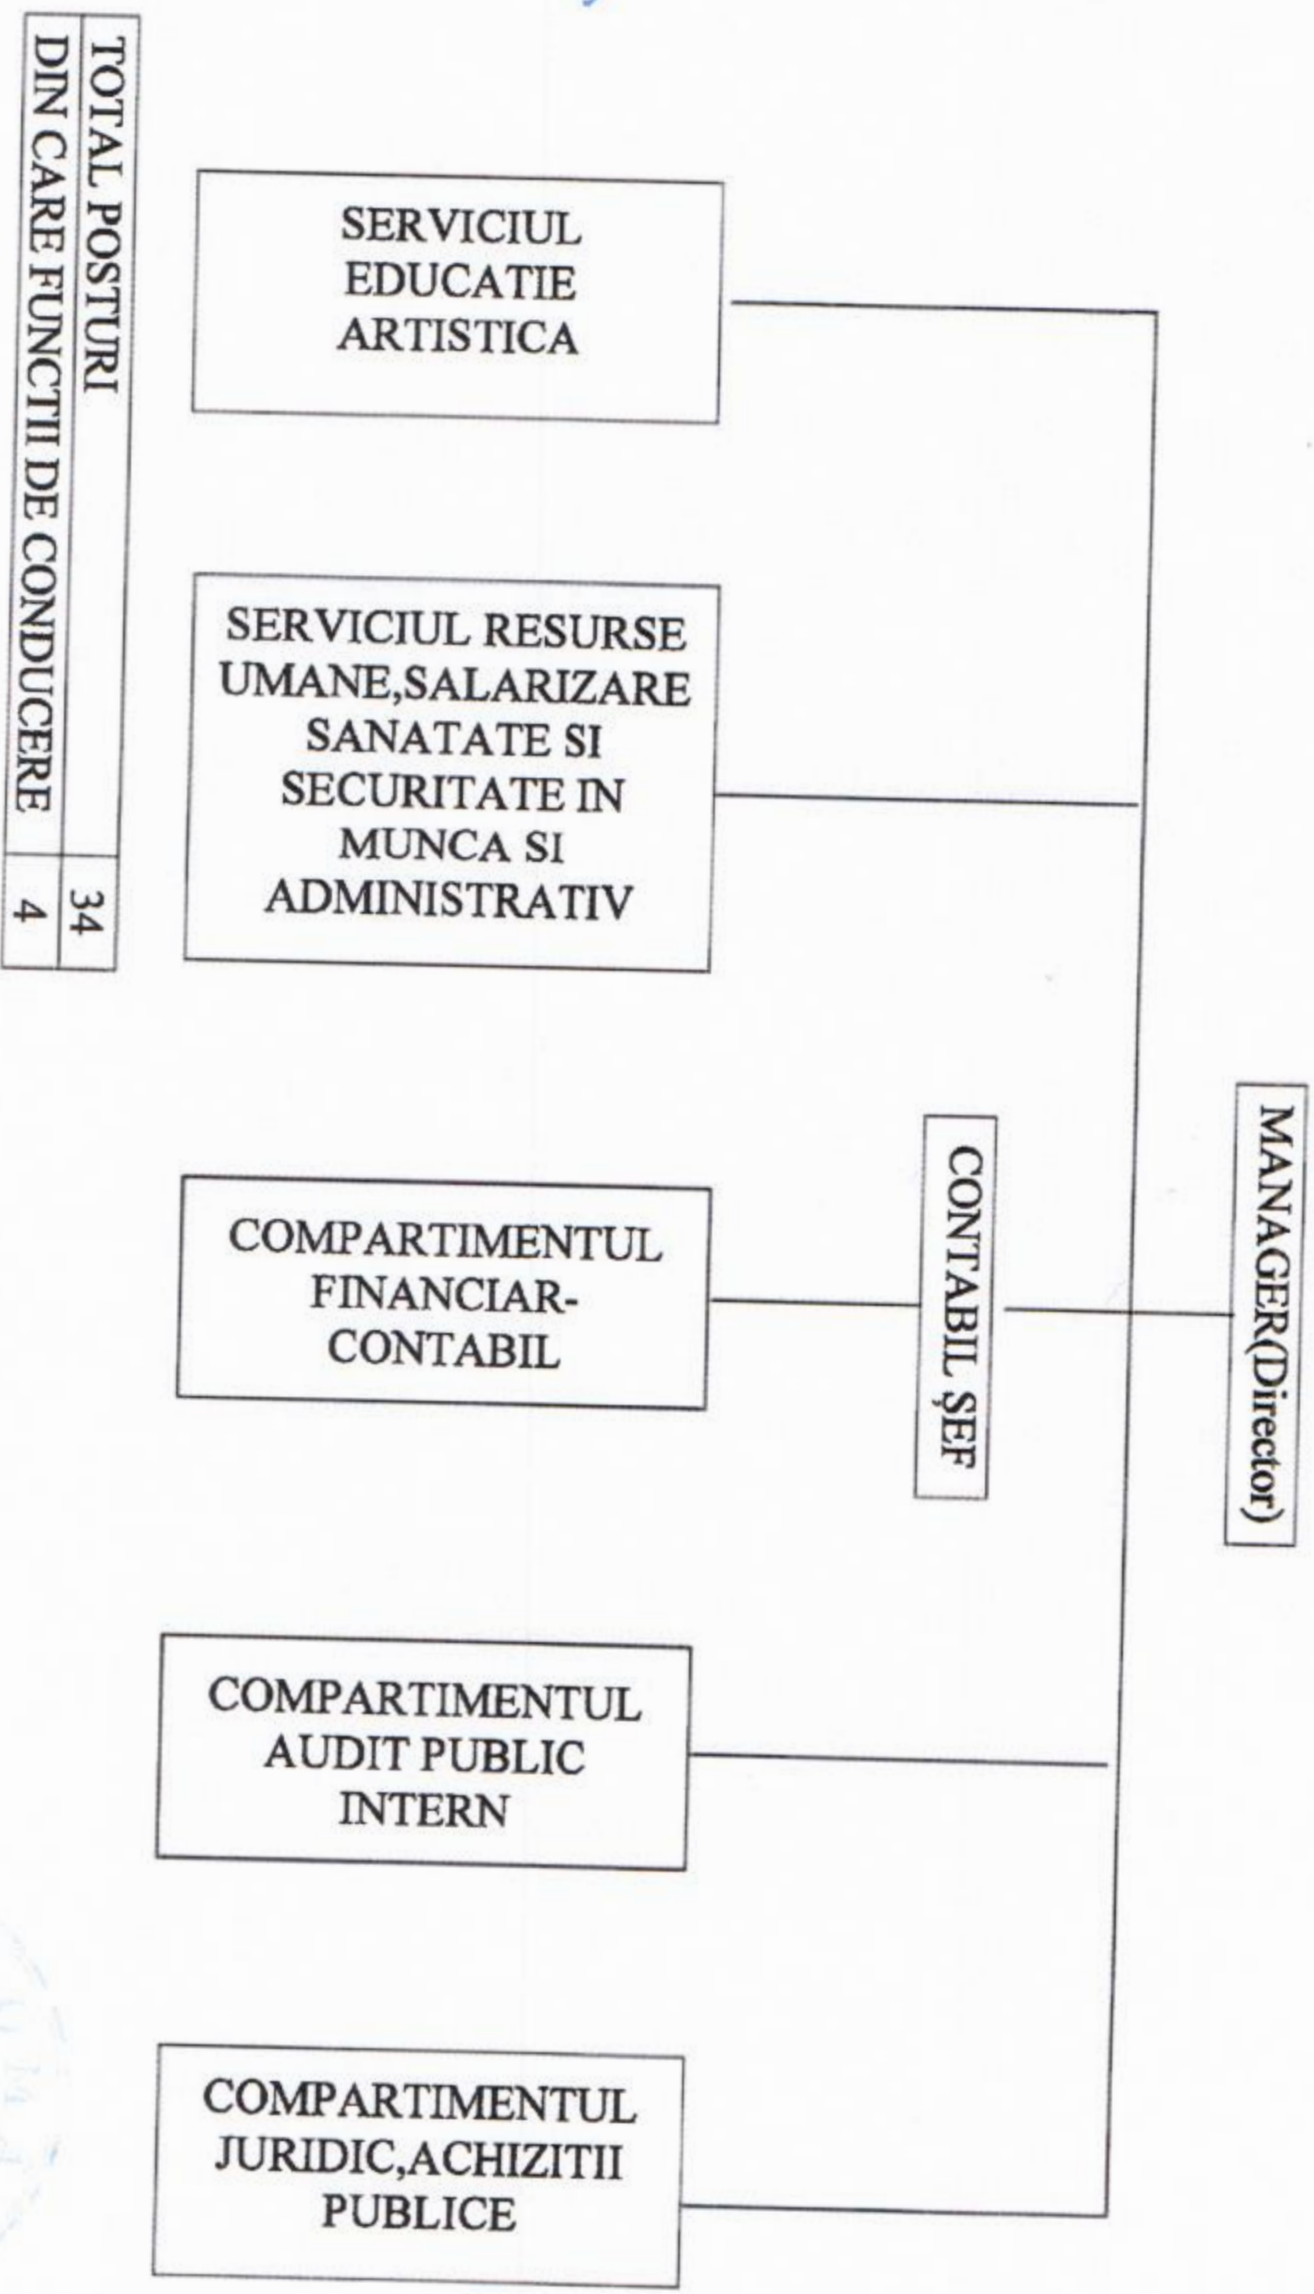 MANAGER(Director)
CONTABIL ȘEF
SERVICIUL
EDUCATIE
ARTISTICA
SERVICIUL RESURSE
UMANE,SALARIZARE
SANATATE SI
SECURITATE IN
MUNCA SI
ADMINISTRATIV
COMPARTIMENTUL
FINANCIAR-
CONTABIL
COMPARTIMENTUL
AUDIT PUBLIC
INTERN
COMPARTIMENTUL
JURIDIC,ACHIZITII
PUBLICE
TOTAL POSTURI 34
DIN CARE FUNCTII DE CONDUCERE 4